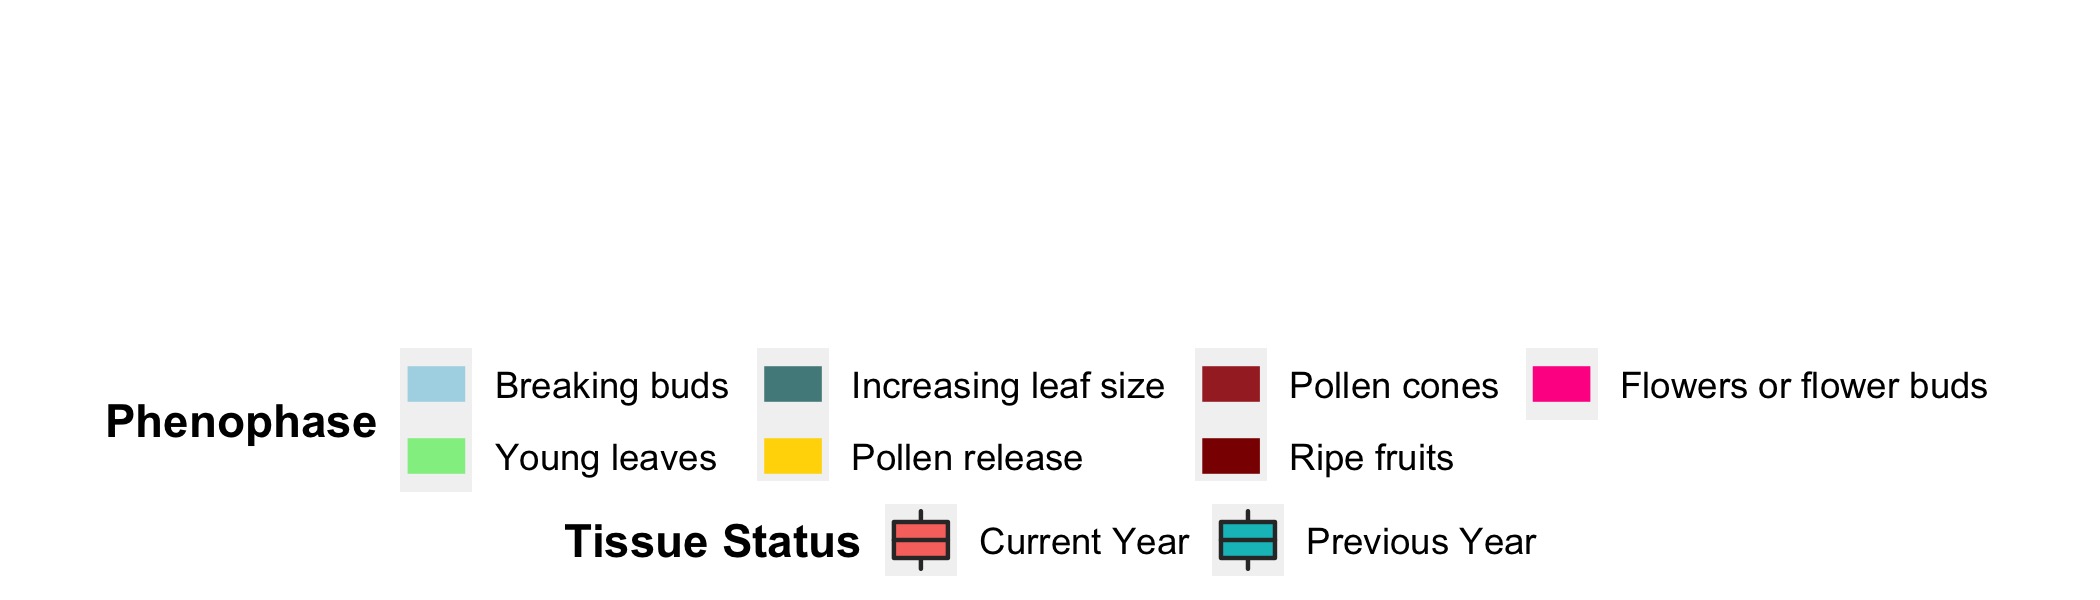 Phenophase
Breaking buds Increasing leaf size Pollen cones Flowers or flower buds
Young leaves Pollen release Ripe fruits
Tissue Status Current Year Previous Year